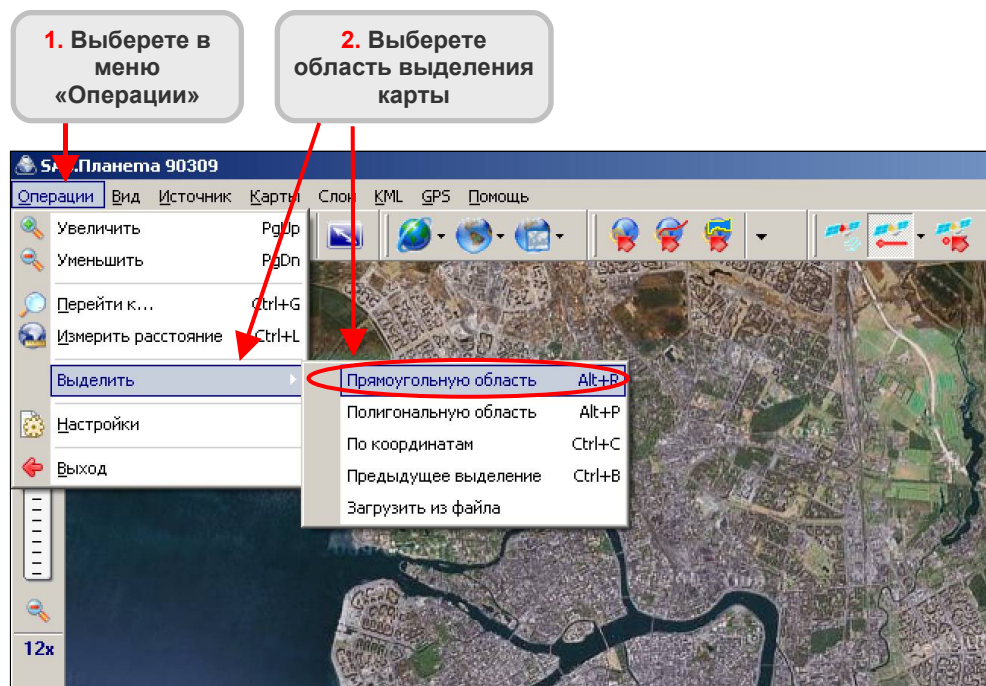 1. Выберете в
меню
«Операции»
2. Выберете
область выделения
карты
Планета 90309
Операции Вид Источник Карты Слои KML GPS Помощь
Увеличить PgUp
Уменьшить PgDn
Перейти к... Ctrl+G
Измерить расстояние Ctrl+L
Выделить
Настройки
Выход
Прямоугольную область Alt+R
Полигональную область Alt+P
По координатам Ctrl+C
Предыдущее выделение Ctrl+B
Загрузить из файла
12x